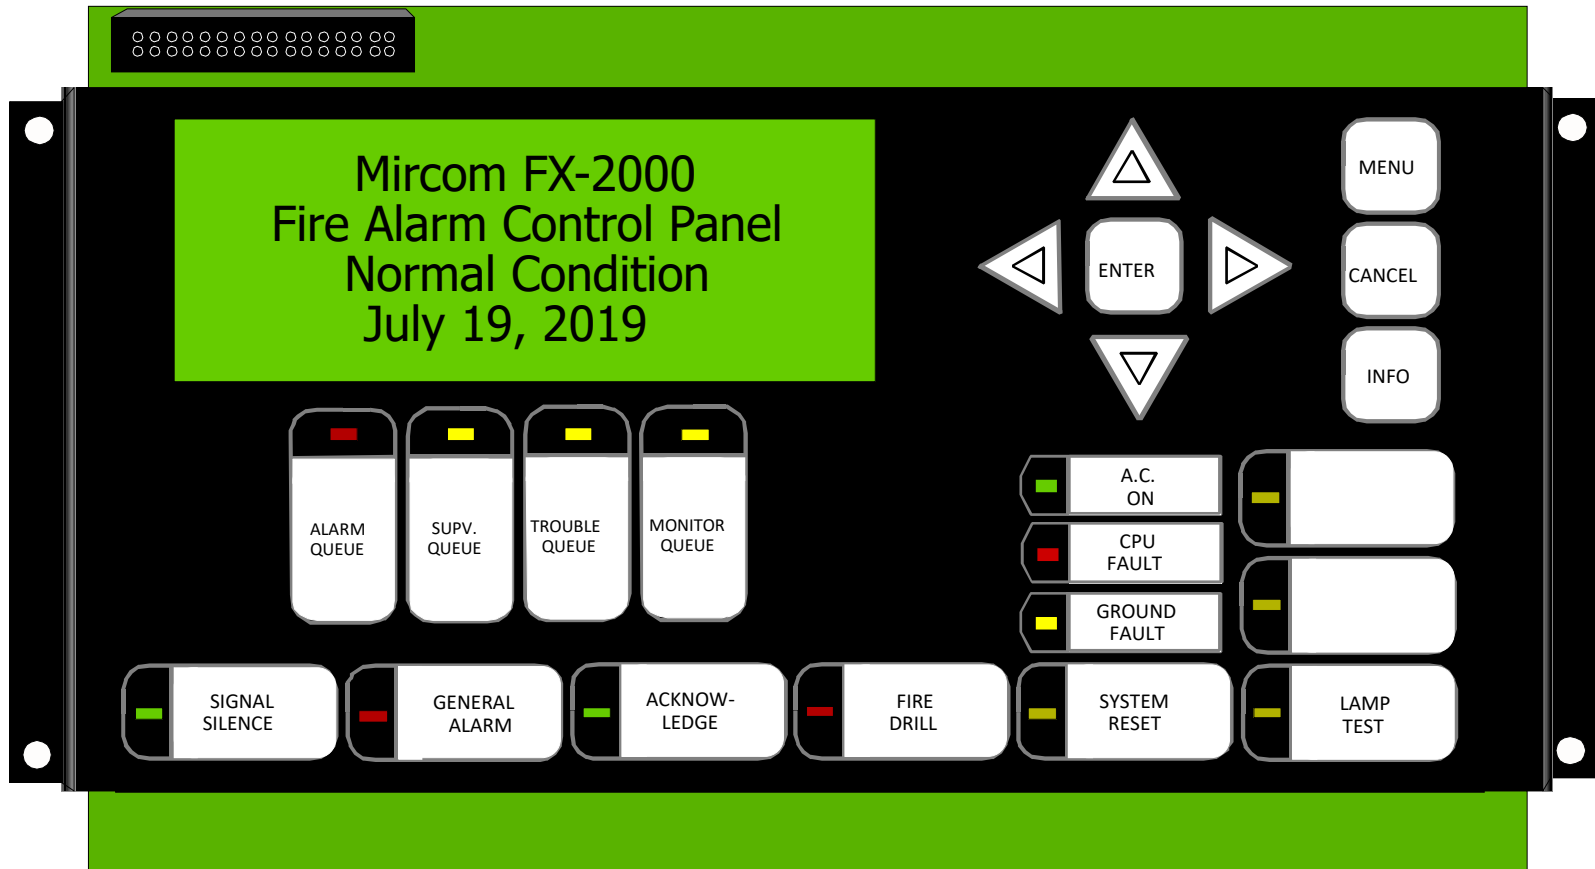 Mircom FX-2000
Fire Alarm Control Panel
Normal Condition
July 19, 2019
MENU
ENTER
CANCEL
INFO
ALARM
QUEUE
SUPV.
QUEUE
TROUBLE
QUEUE
MONITOR
QUEUE
A.C.
ON
CPU
FAULT
GROUND
FAULT
SIGNAL
SILENCE
GENERAL
ALARM
ACKNOW-
LEDGE
FIRE
DRILL
SYSTEM
RESET
LAMP
TEST